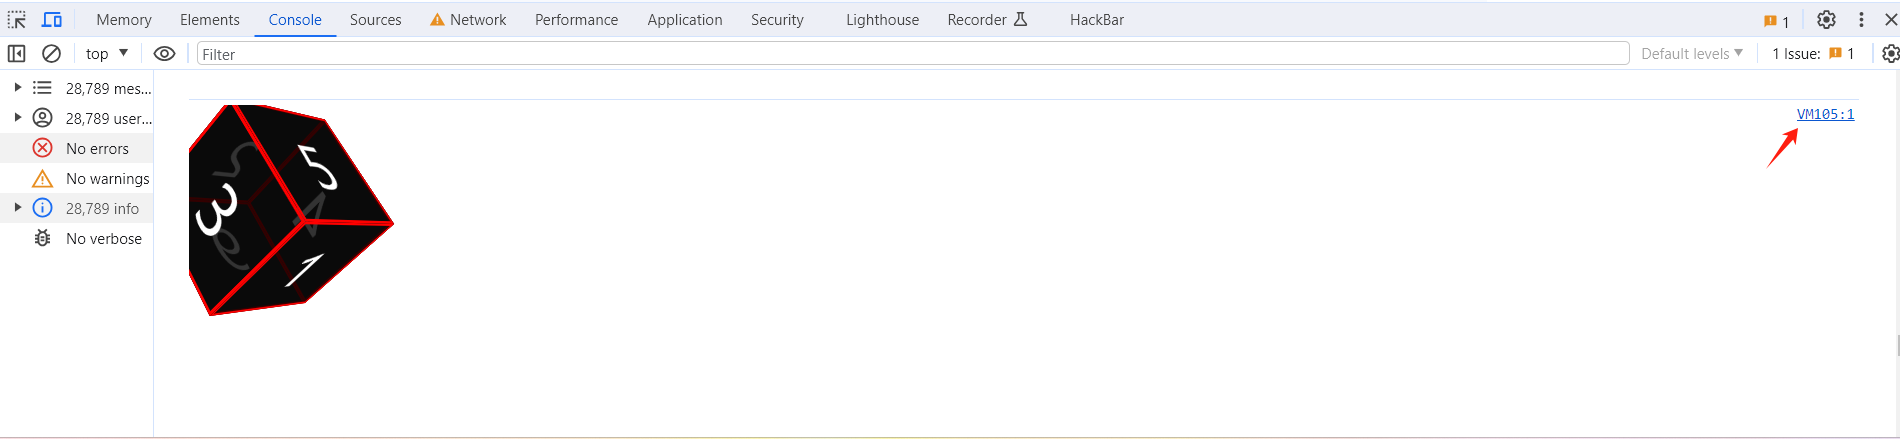 Memory Elements Console Sources Network Performance Application Security Lighthouse Recorder HackBar 1
top Filter Default levels 1 Issue: 1
28,789 mes...
28,789 user...
No errors
No warnings
28,789 info
No verbose
VM105:1
5
3
4
1